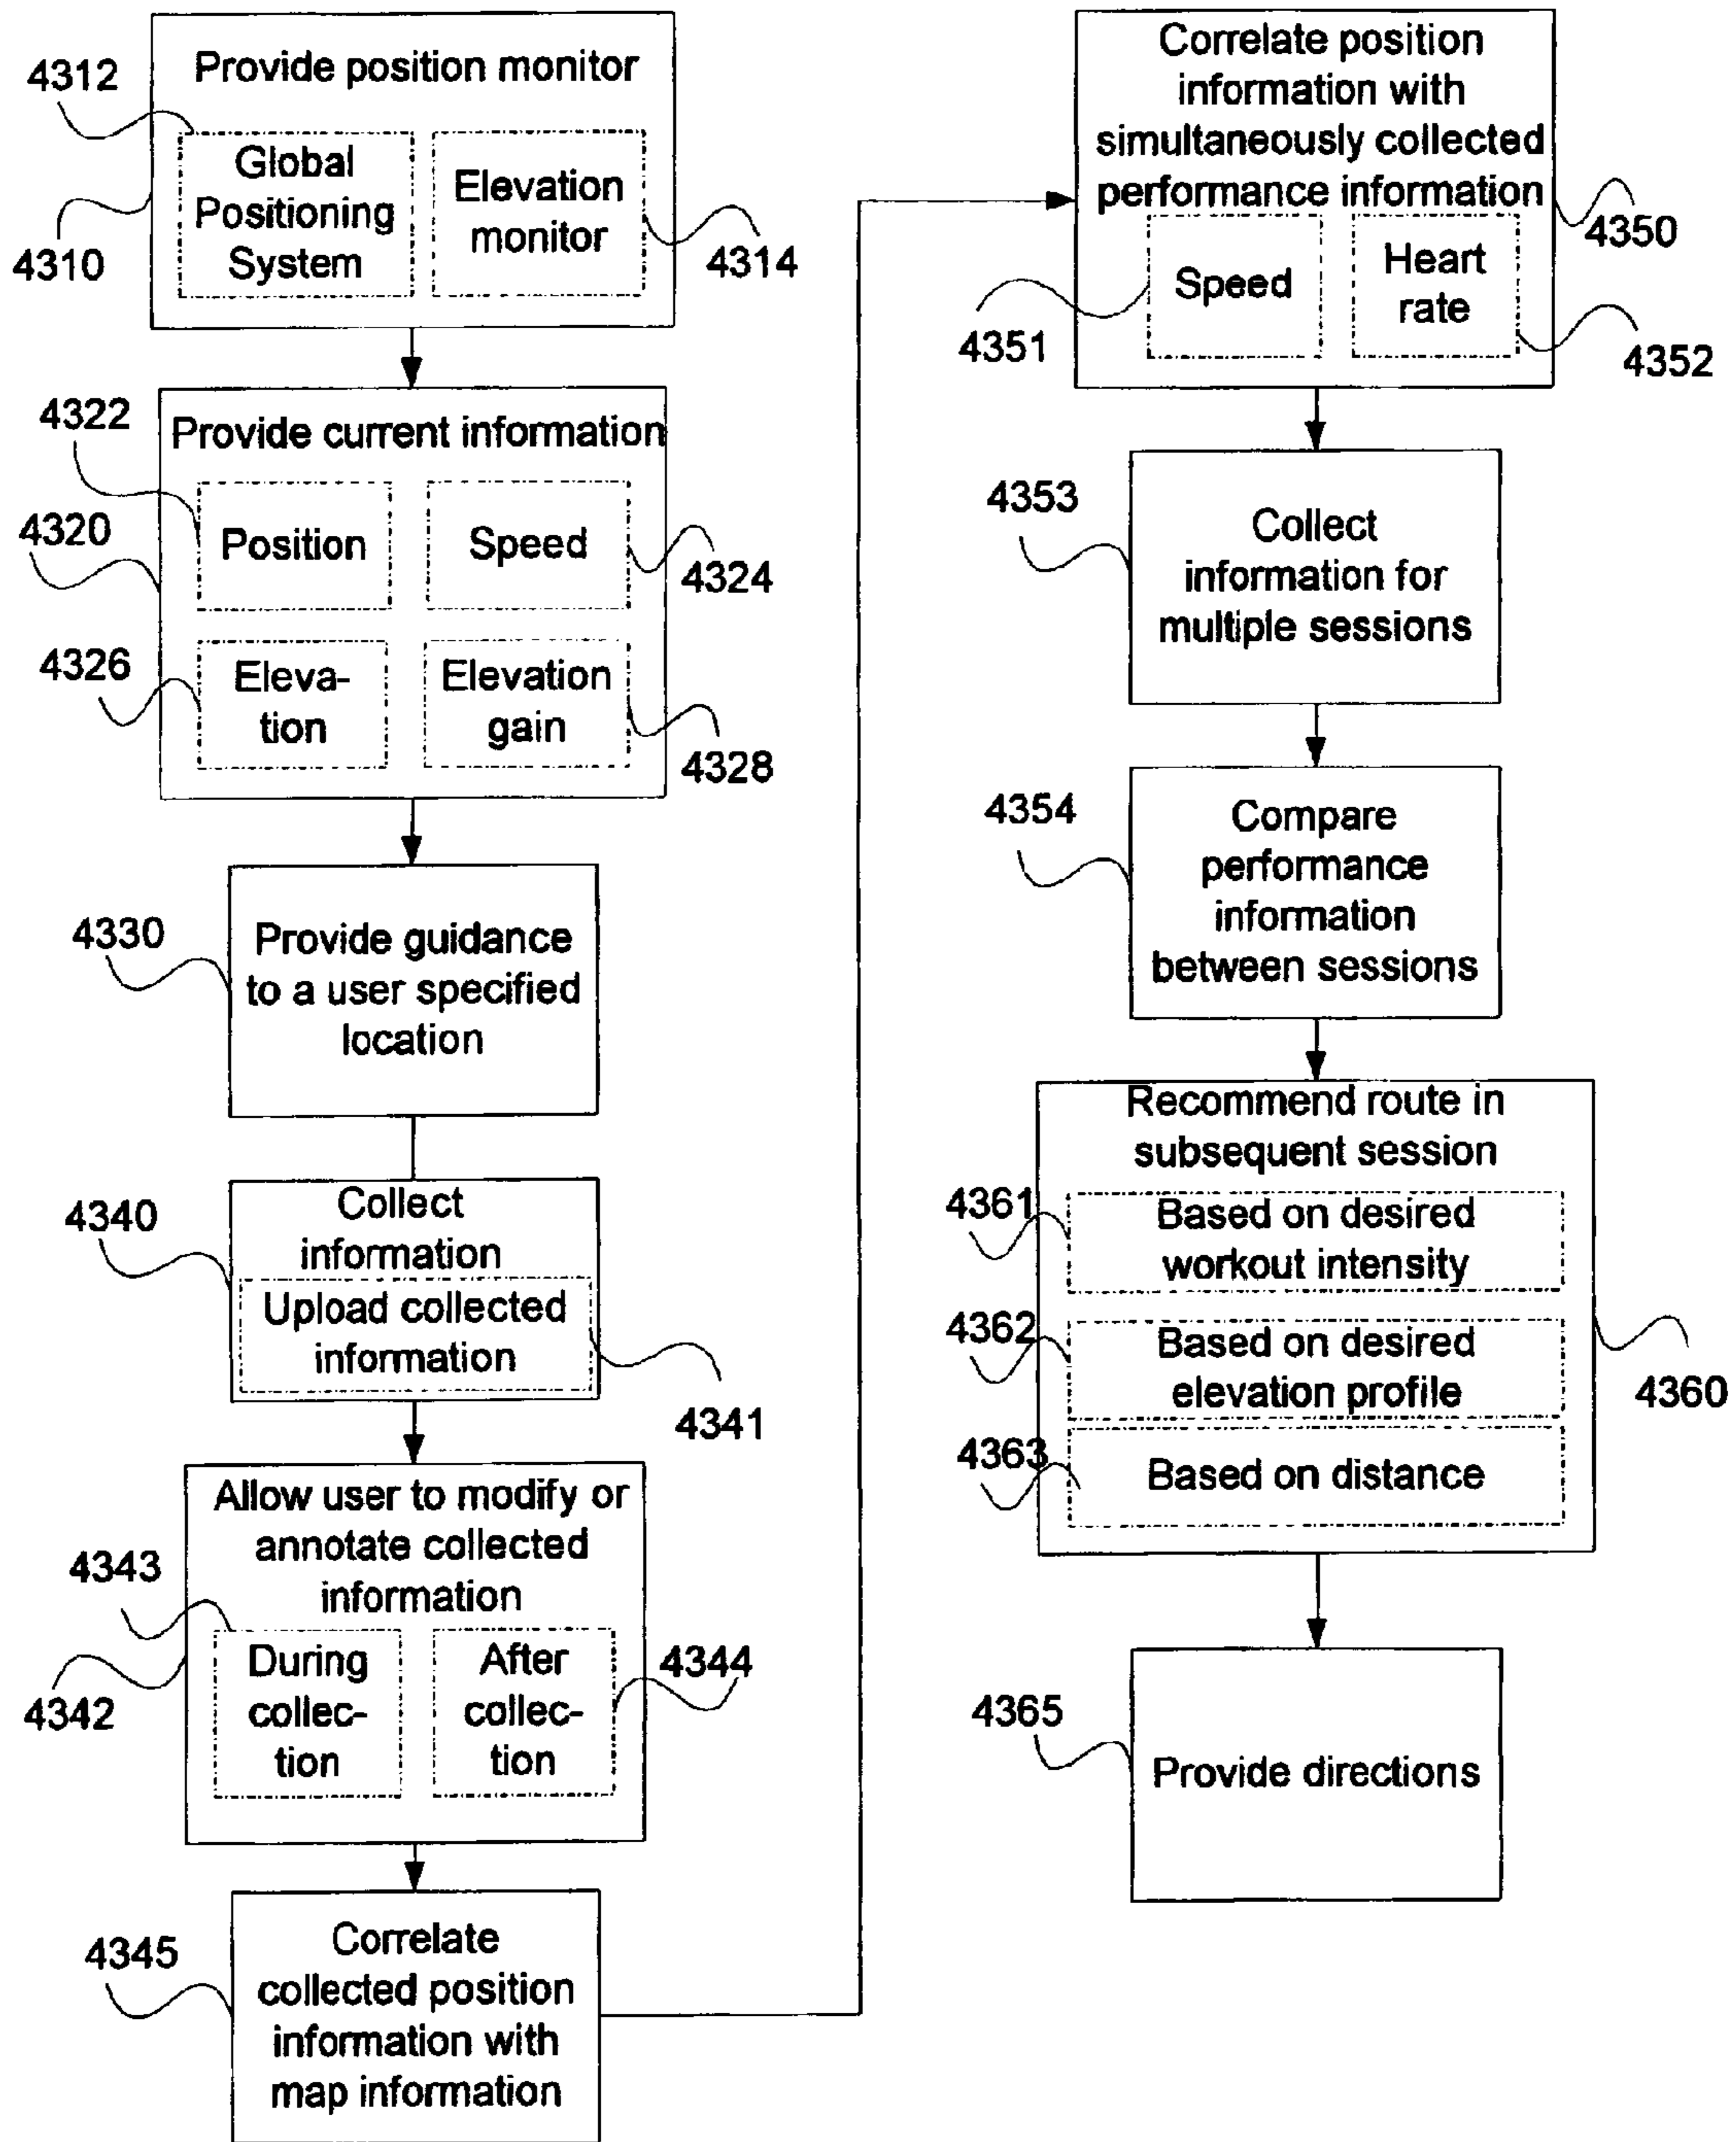 Provide position monitor
4312
Global
Positioning
System
Elevation
monitor
4310
4314
4322
Provide current information
4320
Position
Speed
4324
4326
Eleva-
tion
Elevation
gain
4328
4330
Provide guidance
to a user specified
location
4340
Collect
information
Upload collected
information
4341
Allow user to modify or
annotate collected
information
4343
During
collec-
tion
After
collec-
tion
4344
4342
4345
Correlate
collected position
information with
map information
Correlate position
information with
simultaneously collected
performance information
4350
Speed
Heart
rate
4351
4352
4353
Collect
information for
multiple sessions
4354
Compare
performance
information
between sessions
Recommend route in
subsequent session
4361
Based on desired
workout intensity
4362
Based on desired
elevation profile
4360
4363
Based on distance
4365
Provide directions